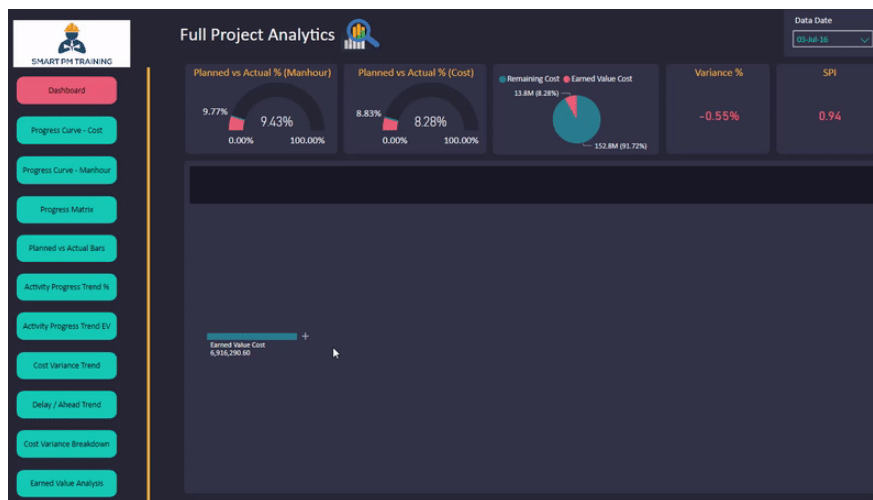 SMART PM TRAINING
Full Project Analytics
Data Date
03-Jul-16
Dashboard
Progress Curve - Cost
Progress Curve - Manhour
Progress Matrix
Planned vs Actual Bars
Activity Progress Trend %
Activity Progress Trend EV
Cost Variance Trend
Delay / Ahead Trend
Cost Variance Breakdown
Earned Value Analysis
Planned vs Actual % (Manhour)
9.77%
9.43%
0.00% 100.00%
Planned vs Actual % (Cost)
8.83%
8.28%
0.00% 100.00%
Remaining Cost Earned Value Cost
13.8M (8.28%)
152.8M (91.72%)
Variance %
-0.55%
SPI
0.94
Earned Value Cost
6,916,290.60